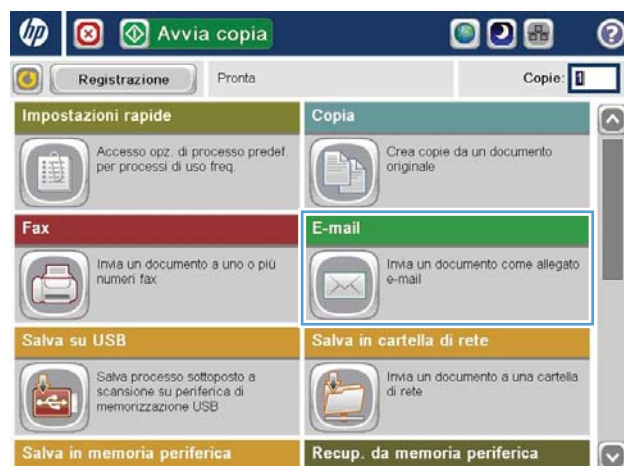 hp
Avvia copia
?
Registrazione
Pronta
Copie: 1
Impostazioni rapide
Accesso opz. di processo predef.
per processi di uso freq.
Copia
Crea copie da un documento
originale
Fax
Invia un documento a uno o più
numeri fax
E-mail
Invia un documento come allegato
e-mail
Salva su USB
Salva processo sottoposto a
scansione su periferica di
memorizzazione USB
Salva in cartella di rete
Invia un documento a una cartella
di rete
Salva in memoria periferica
Recup. da memoria periferica